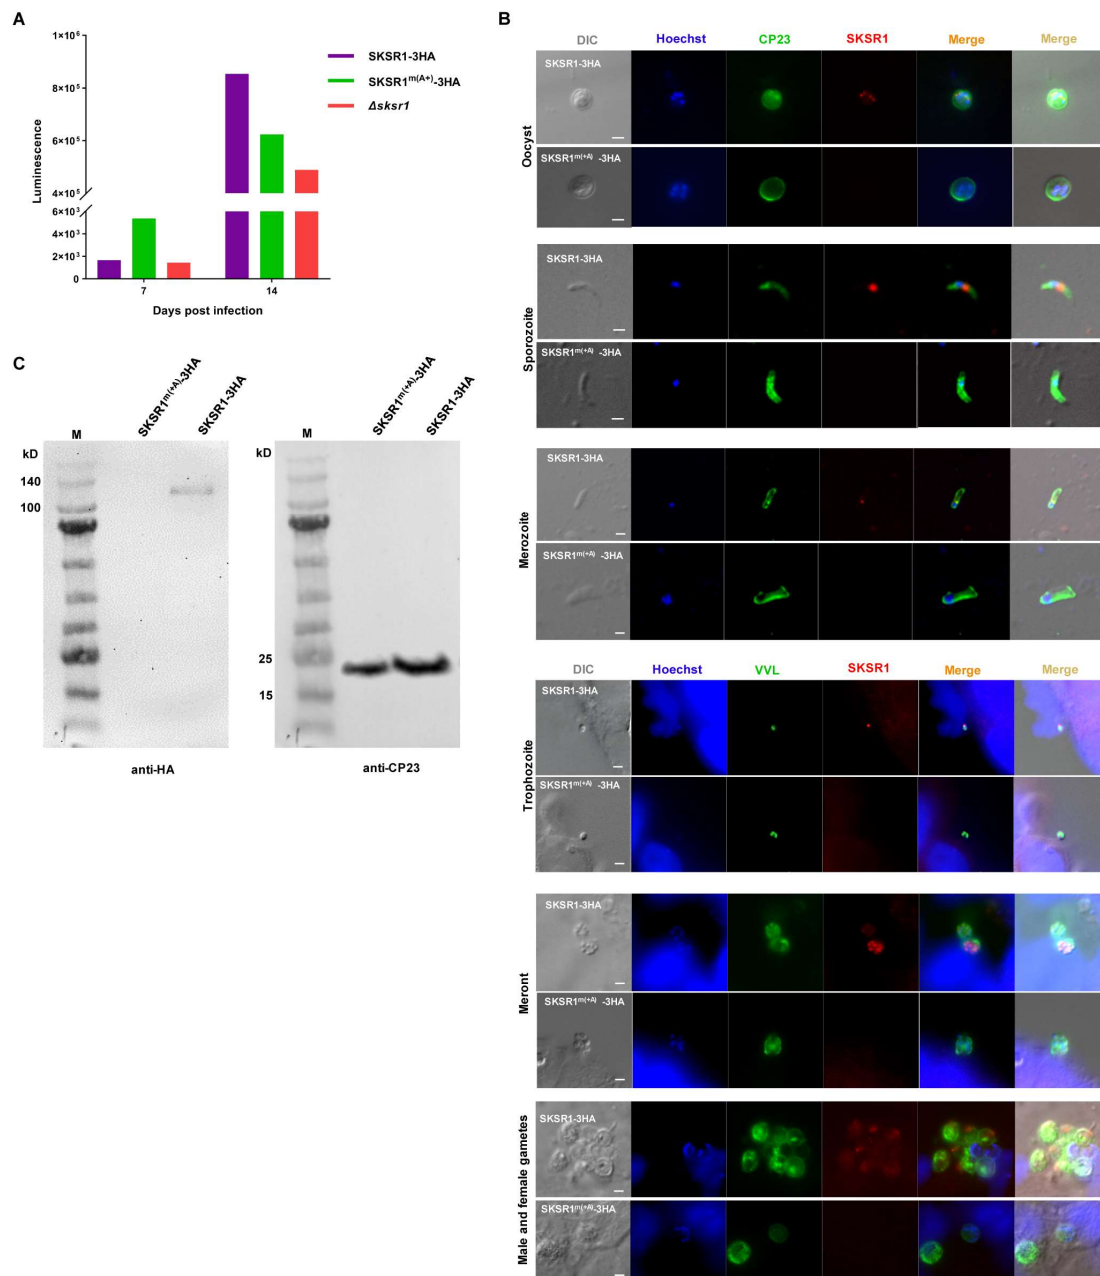 A
1×10⁶
8×10⁵
6×10⁵
4×10⁵
6×10³
4×10³
2×10³
0
Luminescence
7
14
Days post infection
SKSR1-3HA
SKSR1ᵐ⁽ᴬ⁺⁾-3HA
Δsksr1
B
DIC Hoechst CP23 SKSR1 Merge Merge
Oocyst
SKSR1-3HA
SKSR1ᵐ⁽⁺ᴬ⁾ -3HA
Sporozoite
SKSR1-3HA
SKSR1ᵐ⁽⁺ᴬ⁾ -3HA
Merozoite
SKSR1-3HA
SKSR1ᵐ⁽⁺ᴬ⁾ -3HA
DIC Hoechst VVL SKSR1 Merge Merge
Trophozoite
SKSR1-3HA
SKSR1ᵐ⁽⁺ᴬ⁾ -3HA
Meront
SKSR1-3HA
SKSR1ᵐ⁽⁺ᴬ⁾ -3HA
Male and female gametes
SKSR1-3HA
SKSR1ᵐ⁽⁺ᴬ⁾-3HA
C
kD
M
SKSR1ᵐ⁽⁺ᴬ⁾-3HA
SKSR1-3HA
140
100
anti-HA
kD
M
SKSR1ᵐ⁽⁺ᴬ⁾-3HA
SKSR1-3HA
25
15
anti-CP23